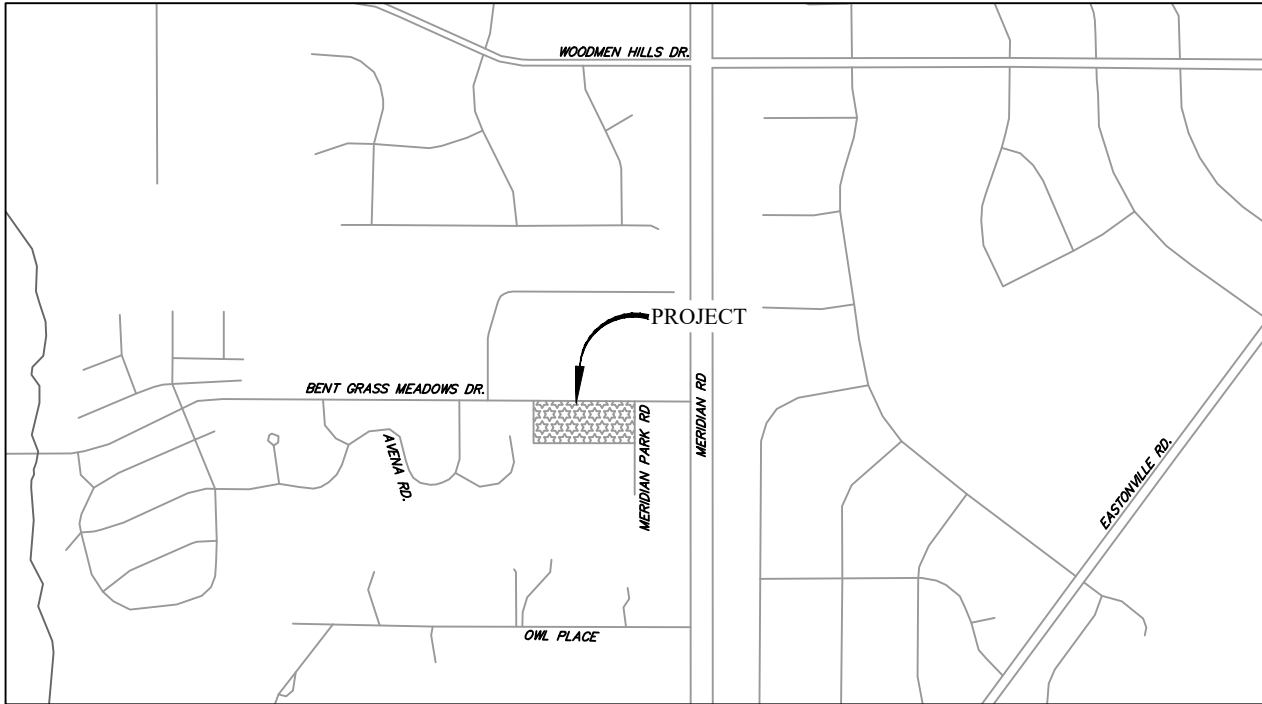 WOODMEN HILLS DR.
PROJECT
BENT GRASS MEADOWS DR.
AVENA RD.
MERIDIAN PARK RD
MERIDIAN RD
EASTONVILLE RD.
OWL PLACE